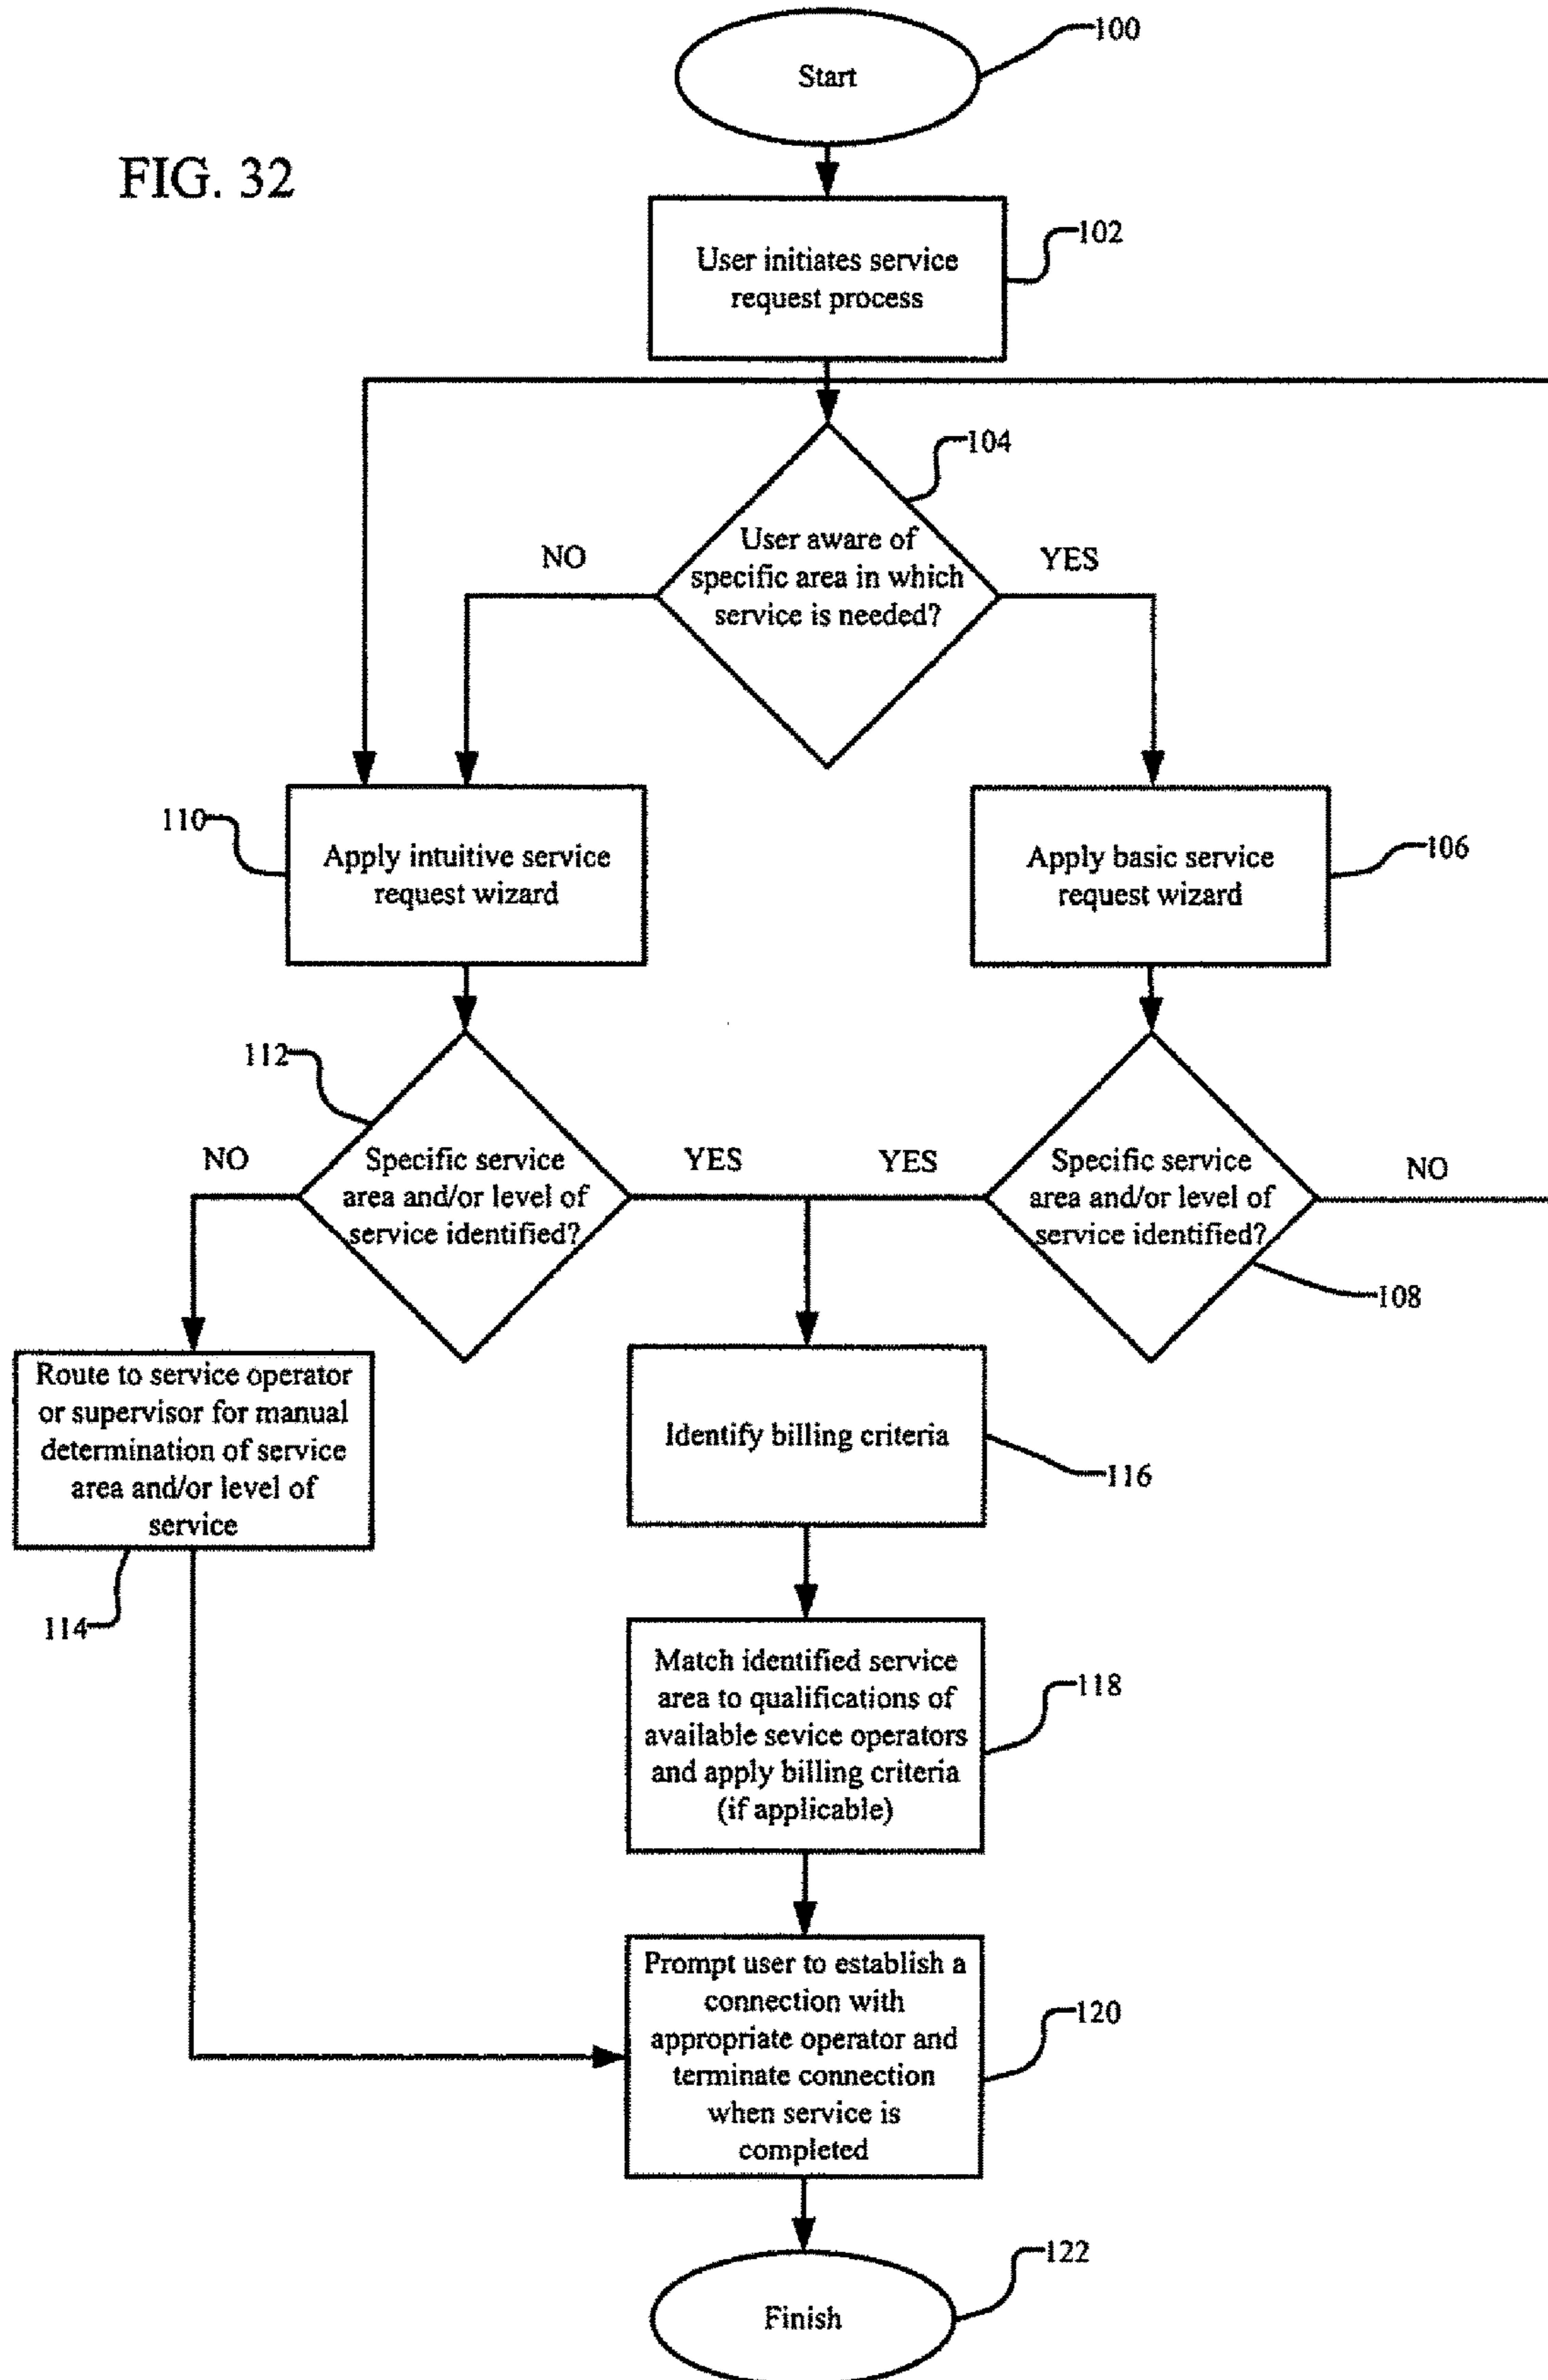 100
Start
FIG. 32
102
User initiates service
request process
104
User aware of
specific area in which
service is needed?
NO
YES
110
Apply intuitive service
request wizard
Apply basic service
request wizard
106
112
NO
Specific service
area and/or level of
service identified?
YES
YES
Specific service
area and/or level of
service identified?
NO
108
Route to service operator
or supervisor for manual
determination of service
area and/or level of
service
114
Identify billing criteria
116
Match identified service
area to qualifications of
available sevice operators
and apply billing criteria
(if applicable)
118
Prompt user to establish a
connection with
appropriate operator and
terminate connection
when service is
completed
120
122
Finish